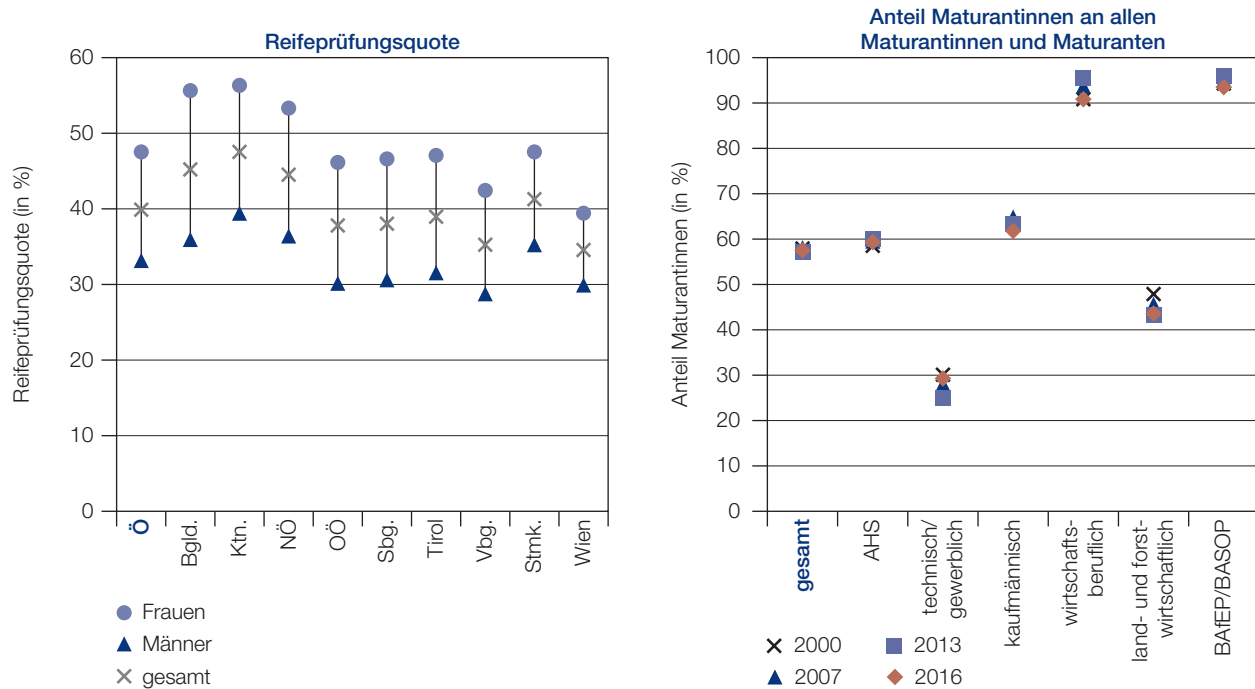 Reifeprüfungsquote
Reifeprüfungsquote (in %)
60
50
40
30
20
10
0
Ö
Bgld.
Ktn.
NÖ
OÖ
Sbg.
Tirol
Vbg.
Stmk.
Wien
Frauen
Männer
gesamt
Anteil Maturantinnen an allen
Maturantinnen und Maturanten
Anteil Maturantinnen (in %)
100
90
80
70
60
50
40
30
20
10
0
gesamt
AHS
technisch/
gewerblich
kaufmännisch
wirtschafts-
beruflich
land- und forst-
wirtschaftlich
BAfEP/BASOP
2000
2013
2007
2016